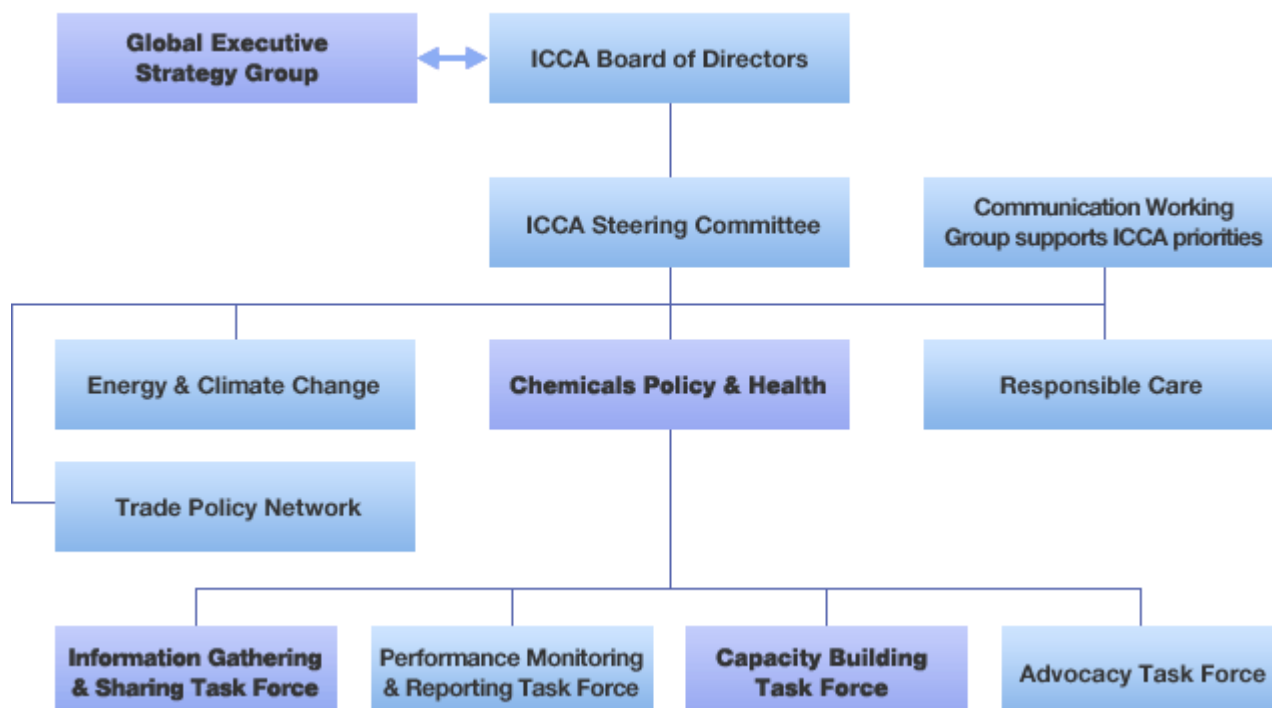 Global Executive
Strategy Group
ICCA Board of Directors
ICCA Steering Committee
Communication Working
Group supports ICCA priorities
Energy & Climate Change
Chemicals Policy & Health
Responsible Care
Trade Policy Network
Information Gathering
& Sharing Task Force
Performance Monitoring
& Reporting Task Force
Capacity Building
Task Force
Advocacy Task Force